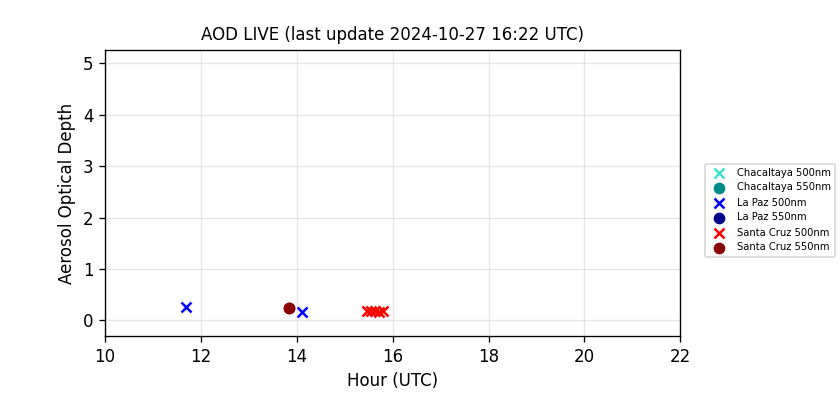 AOD LIVE (last update 2024-10-27 16:22 UTC)
Aerosol Optical Depth
5
4
3
2
1
0
10 12 14 16 18 20 22
Hour (UTC)
Chacaltaya 500nm
Chacaltaya 550nm
La Paz 500nm
La Paz 550nm
Santa Cruz 500nm
Santa Cruz 550nm